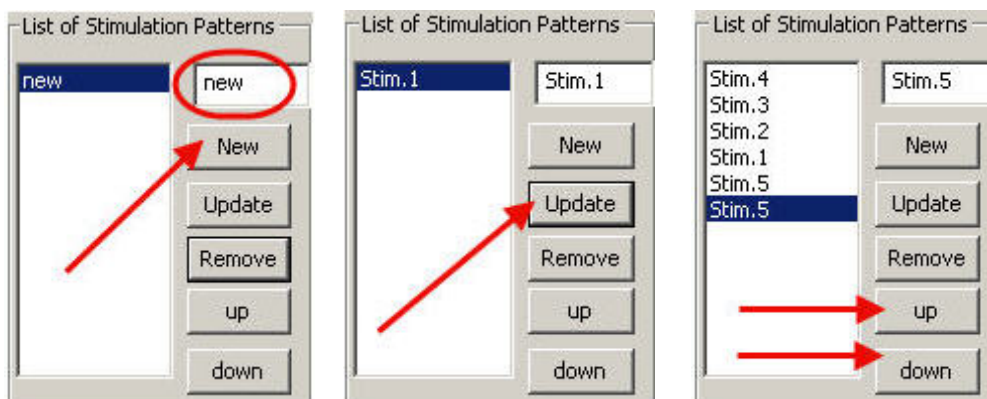 List of Stimulation Patterns
new
new
New
Update
Remove
up
down
List of Stimulation Patterns
Stim.1
Stim.1
New
Update
Remove
up
down
List of Stimulation Patterns
Stim.4
Stim.3
Stim.2
Stim.1
Stim.5
Stim.5
Stim.5
New
Update
Remove
up
down